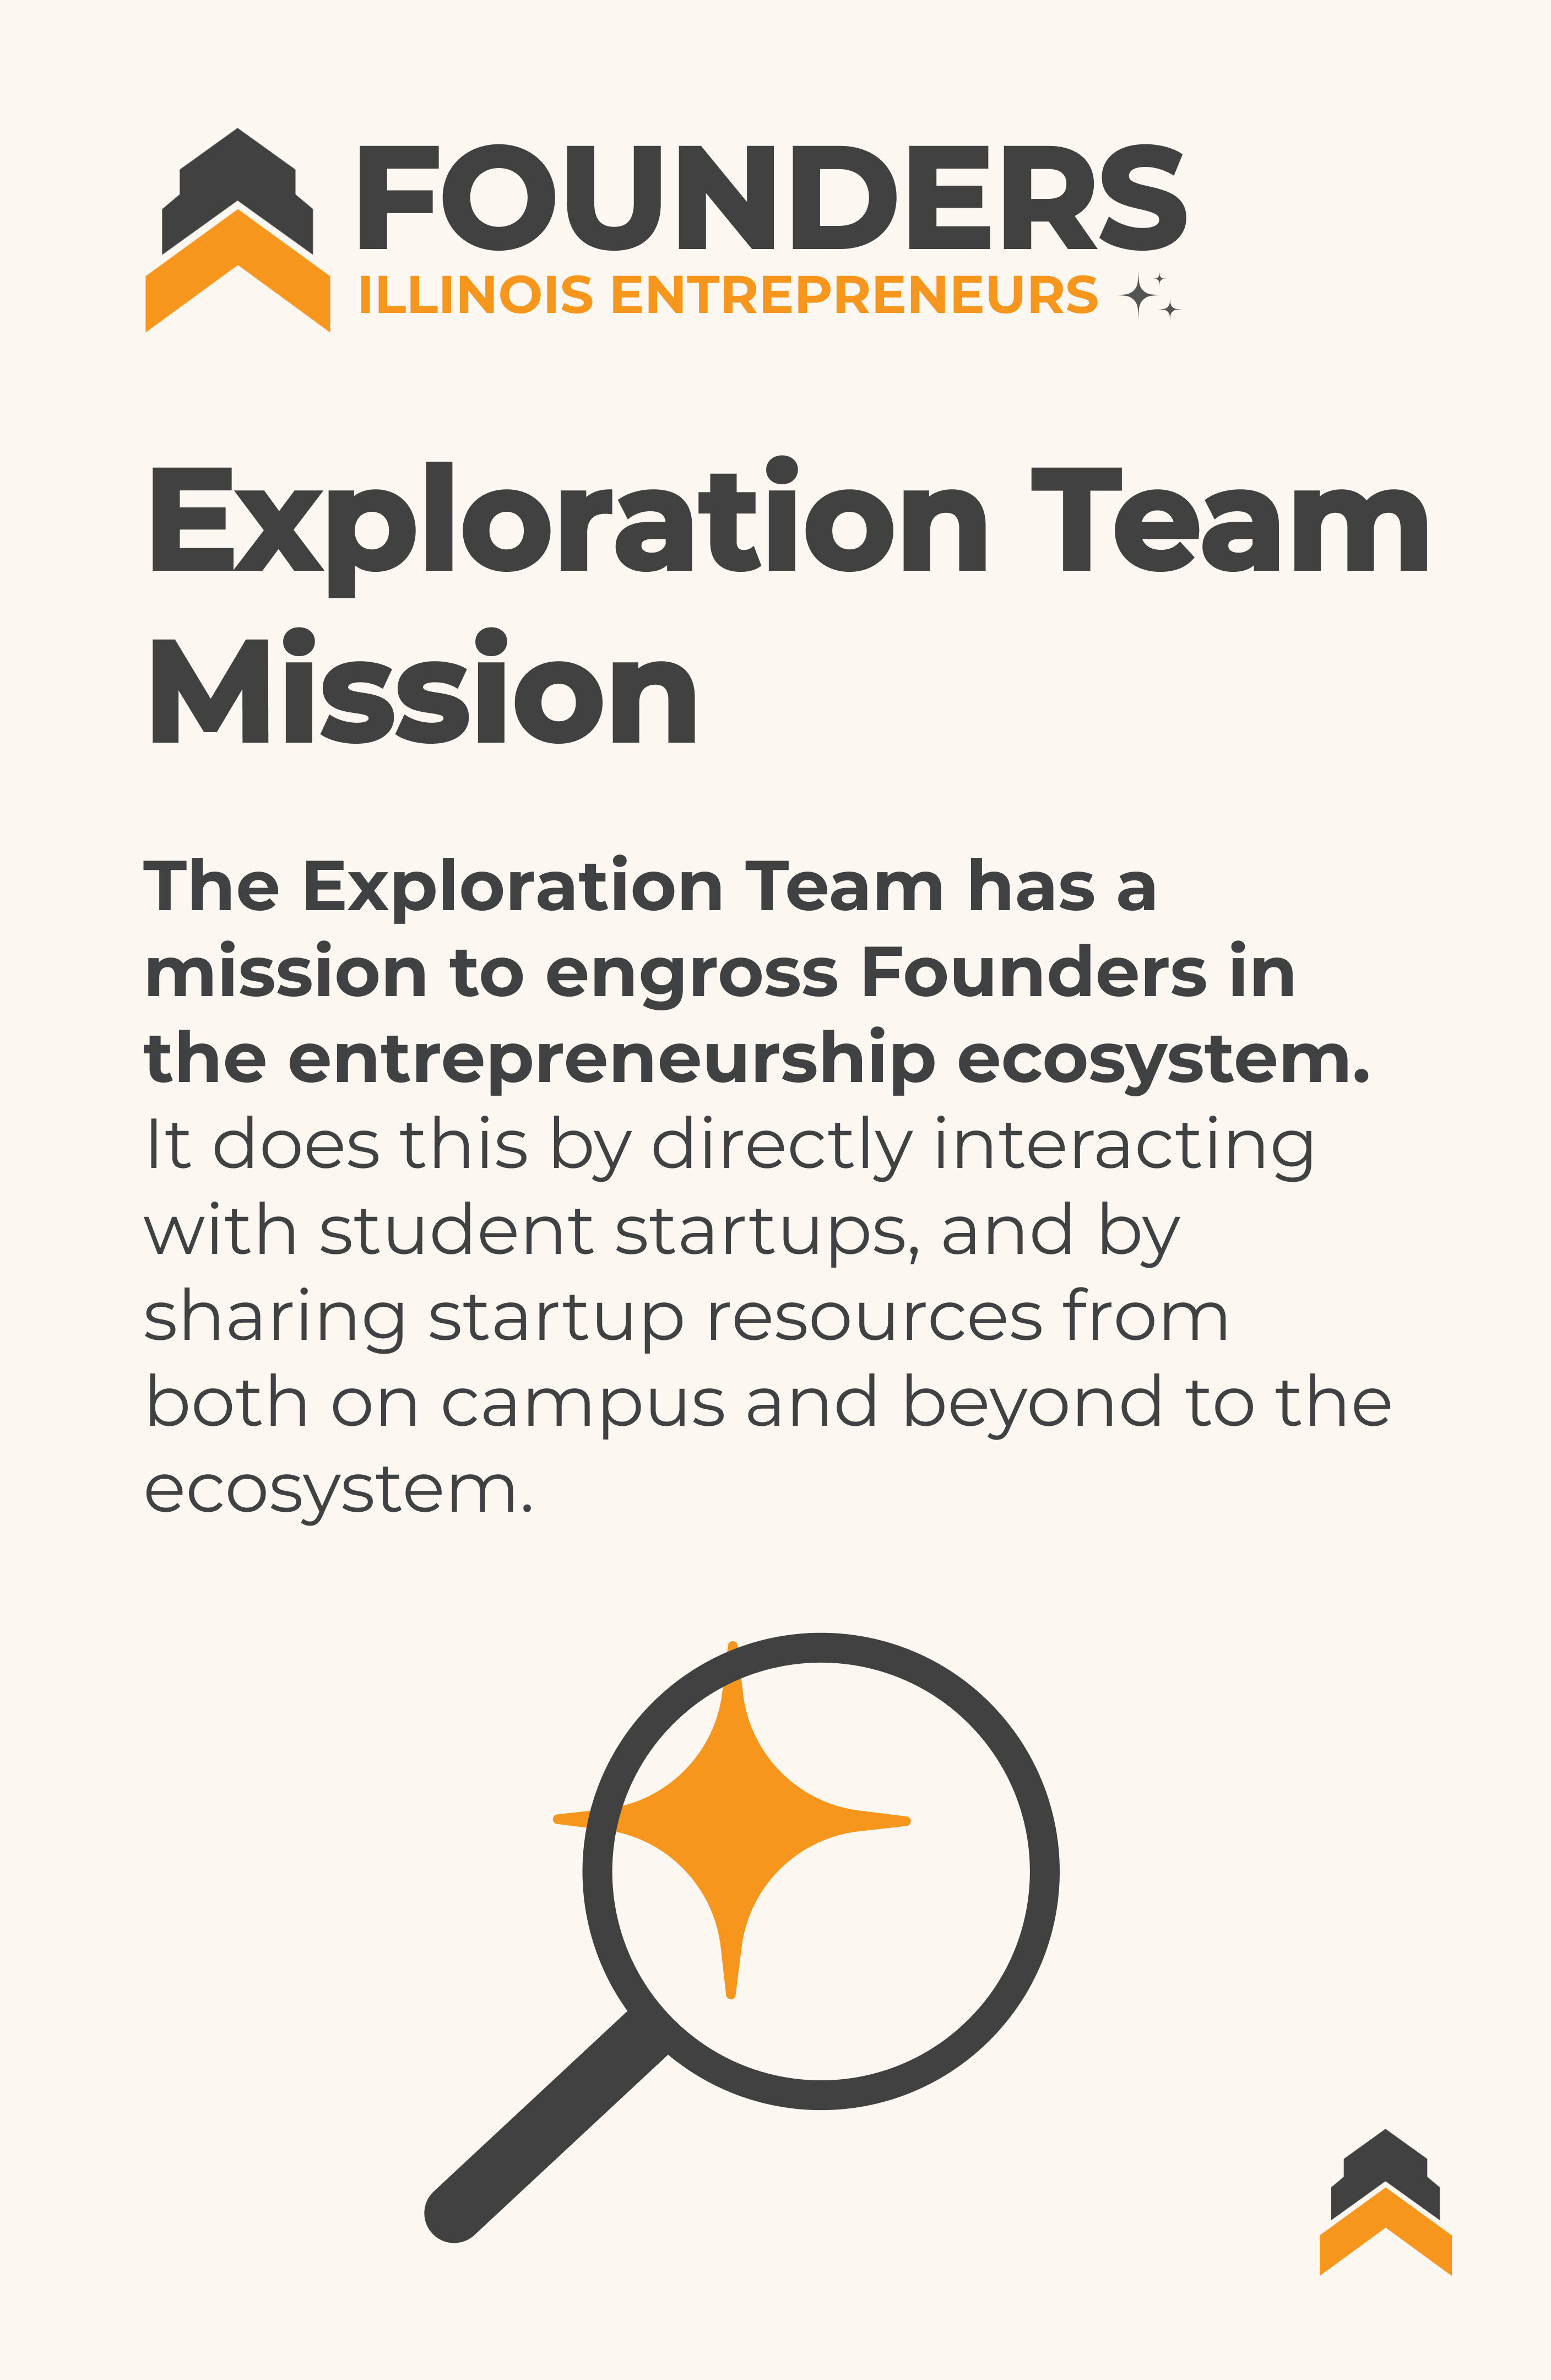 FOUNDERS
ILLINOIS ENTREPRENEURS
Exploration Team
Mission
The Exploration Team has a
mission to engross Founders in
the entrepreneurship ecosystem.
It does this by directly interacting
with student startups, and by
sharing startup resources from
both on campus and beyond to the
ecosystem.